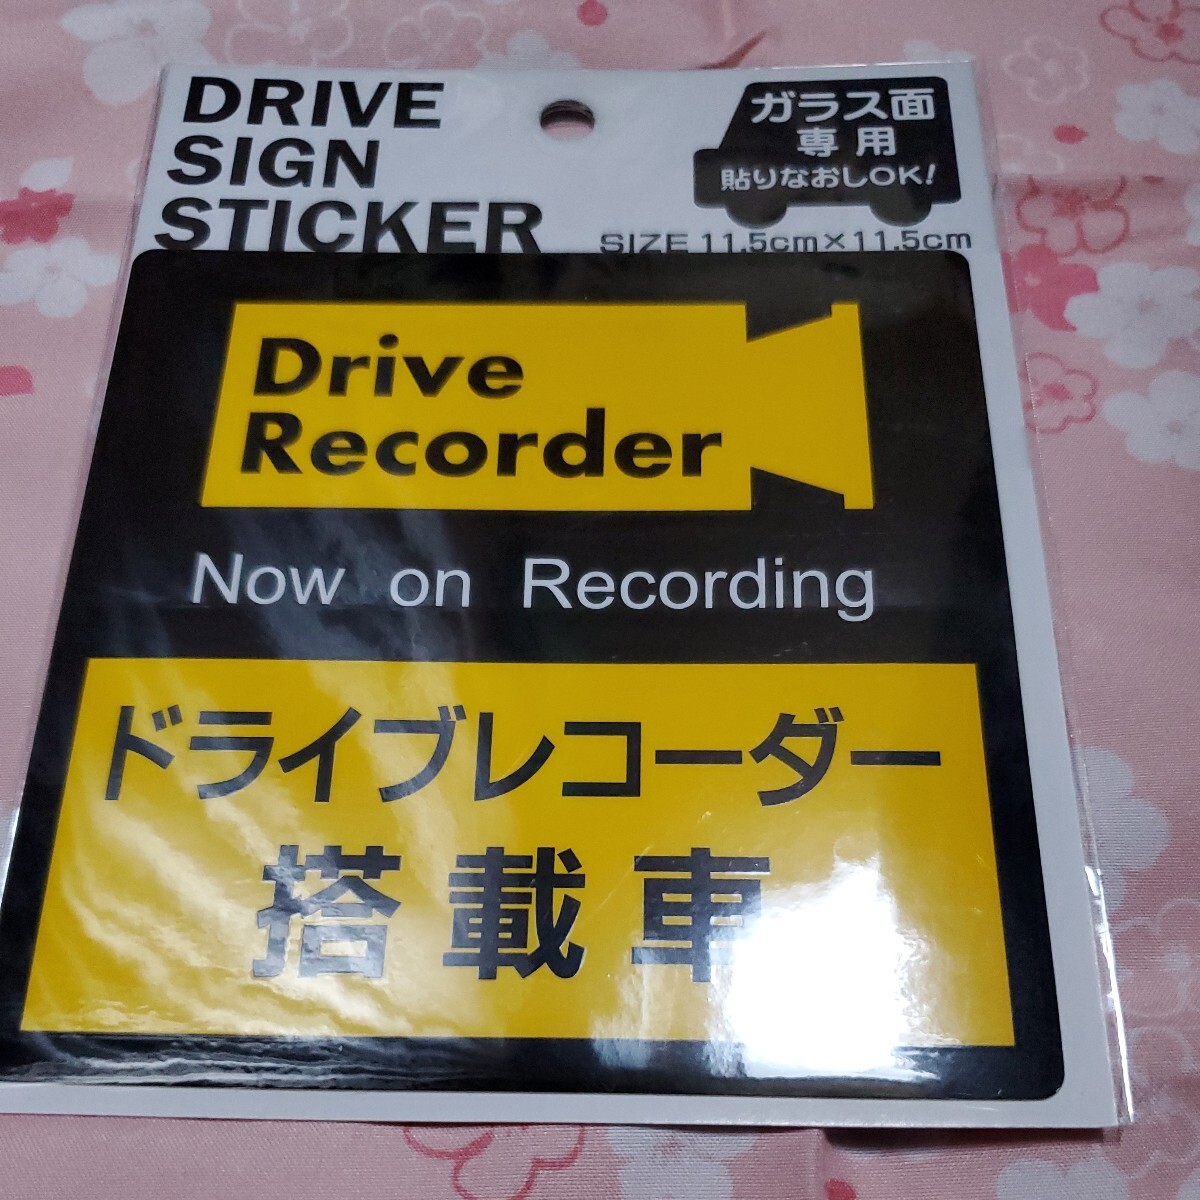 DRIVE
SIGN
STICKER
ガラス面
専用
貼りなおしOK!
SIZE 11.5cm×11.5cm
Drive
Recorder
Now on Recording
ドライブレコーダー
搭載車